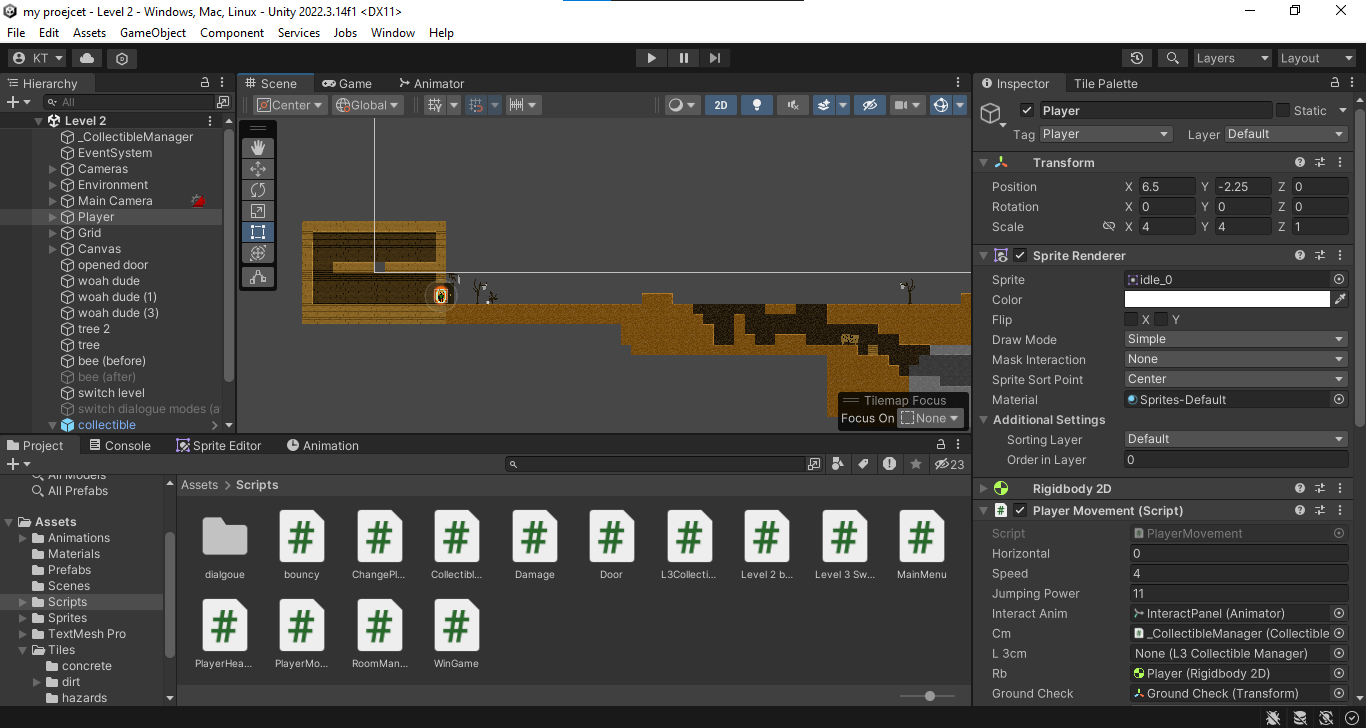 my proejcet - Level 2 - Windows, Mac, Linux - Unity 2022.3.14f1 <DX11>
File Edit Assets GameObject Component Services Jobs Window Help
KT
Layers Layout
Hierarchy
All
Level 2
_CollectibleManager
EventSystem
Cameras
Environment
Main Camera
Player
Grid
Canvas
opened door
woah dude
woah dude (1)
woah dude (3)
tree 2
tree
bee (before)
bee (after)
switch level
switch dialogue modes (a
collectible
Scene Game Animator
Center Global 2D
Tilemap Focus
Focus On None
Inspector Tile Palette
Player Static
Tag Player Layer Default
Transform
Position X 6.5 Y -2.25 Z 0
Rotation X 0 Y 0 Z 0
Scale X 4 Y 4 Z 1
Sprite Renderer
Sprite idle_0
Color
Flip X Y
Draw Mode Simple
Mask Interaction None
Sprite Sort Point Center
Material Sprites-Default
Additional Settings
Sorting Layer Default
Order in Layer 0
Rigidbody 2D
# Player Movement (Script)
Script PlayerMovement
Horizontal 0
Speed 4
Jumping Power 11
Interact Anim InteractPanel (Animator)
Cm _CollectibleManager (Collectible
L 3cm None (L3 Collectible Manager)
Rb Player (Rigidbody 2D)
Ground Check Ground Check (Transform)
Project Console Sprite Editor Animation
23
All Models
All Prefabs
Assets
Animations
Materials
Prefabs
Scenes
Scripts
Sprites
TextMesh Pro
Tiles
concrete
dirt
hazards
Assets > Scripts
# # # # # # # # #
dialgoue bouncy ChangePl... Collectibl... Damage Door L3Collecti... Level 2 b... Level 3 Sw... MainMenu
# # # #
PlayerHea... PlayerMo... RoomMan... WinGame